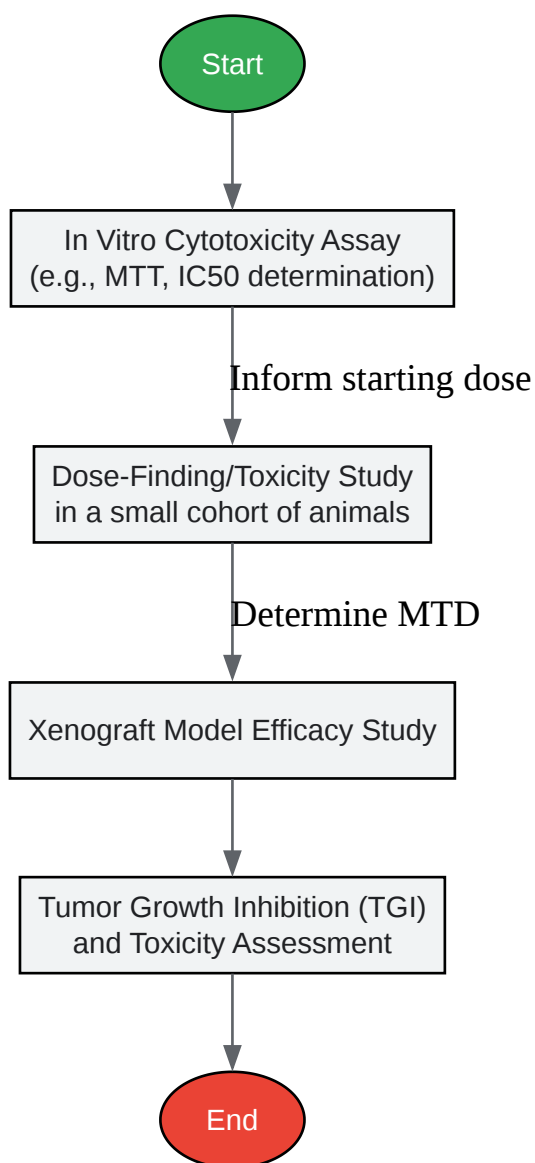 Start
In Vitro Cytotoxicity Assay
(e.g., MTT, IC50 determination)
Inform starting dose
Dose-Finding/Toxicity Study
in a small cohort of animals
Determine MTD
Xenograft Model Efficacy Study
Tumor Growth Inhibition (TGI)
and Toxicity Assessment
End